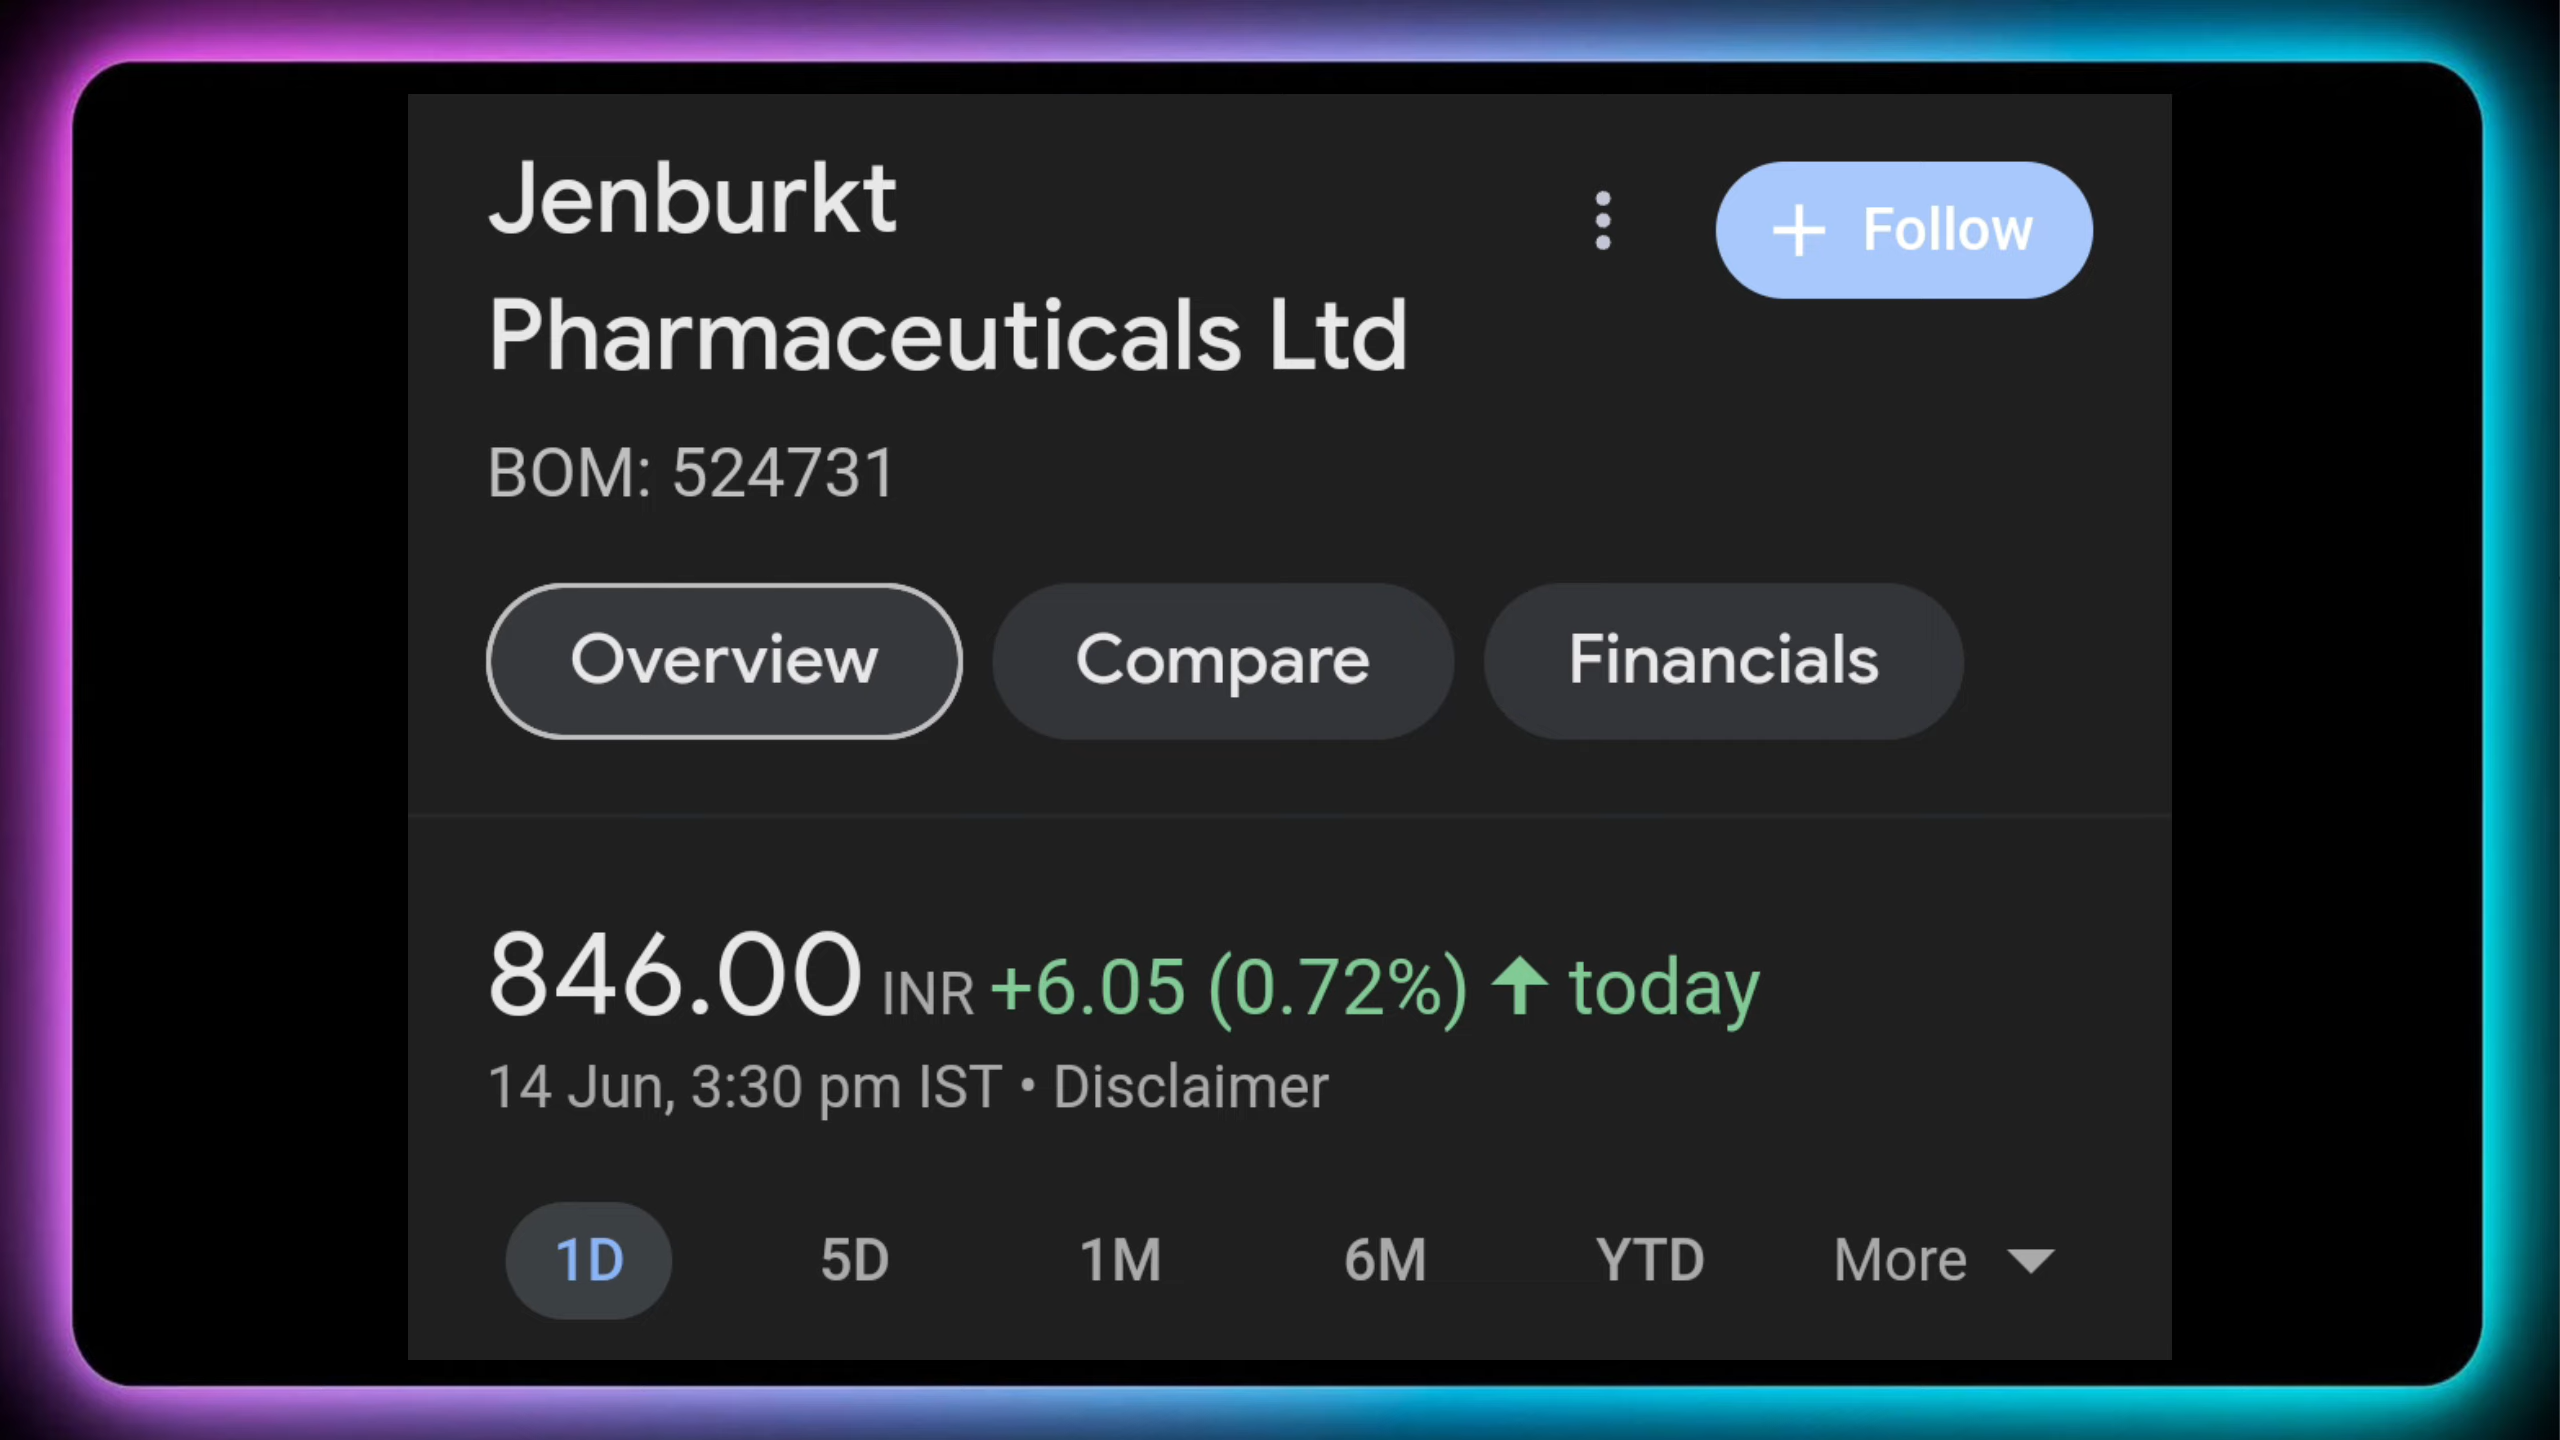 Jenburkt
Pharmaceuticals Ltd
+ Follow
BOM: 524731
Overview Compare Financials
846.00 INR +6.05 (0.72%) ↑ today
14 Jun, 3:30 pm IST • Disclaimer
1D 5D 1M 6M YTD More